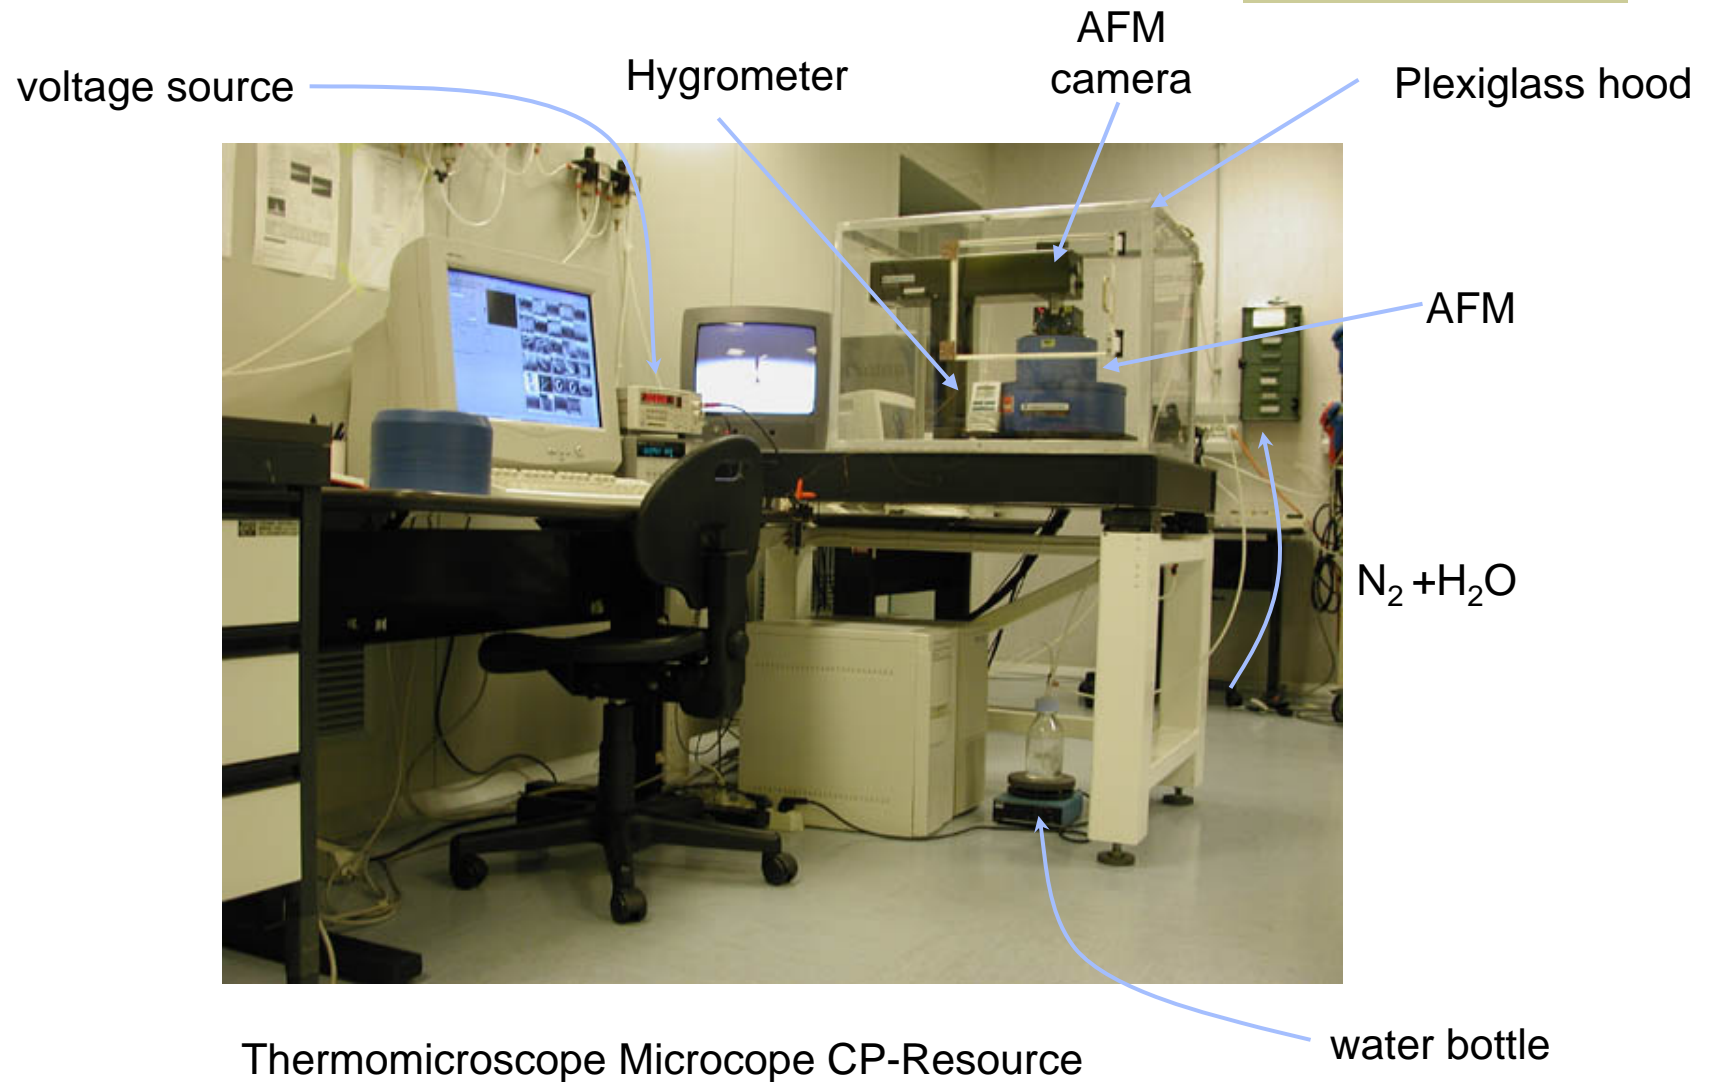 AFM
camera
voltage source
Hygrometer
Plexiglass hood
AFM
N₂ +H₂O
water bottle
Thermomicroscope Microcope CP-Resource